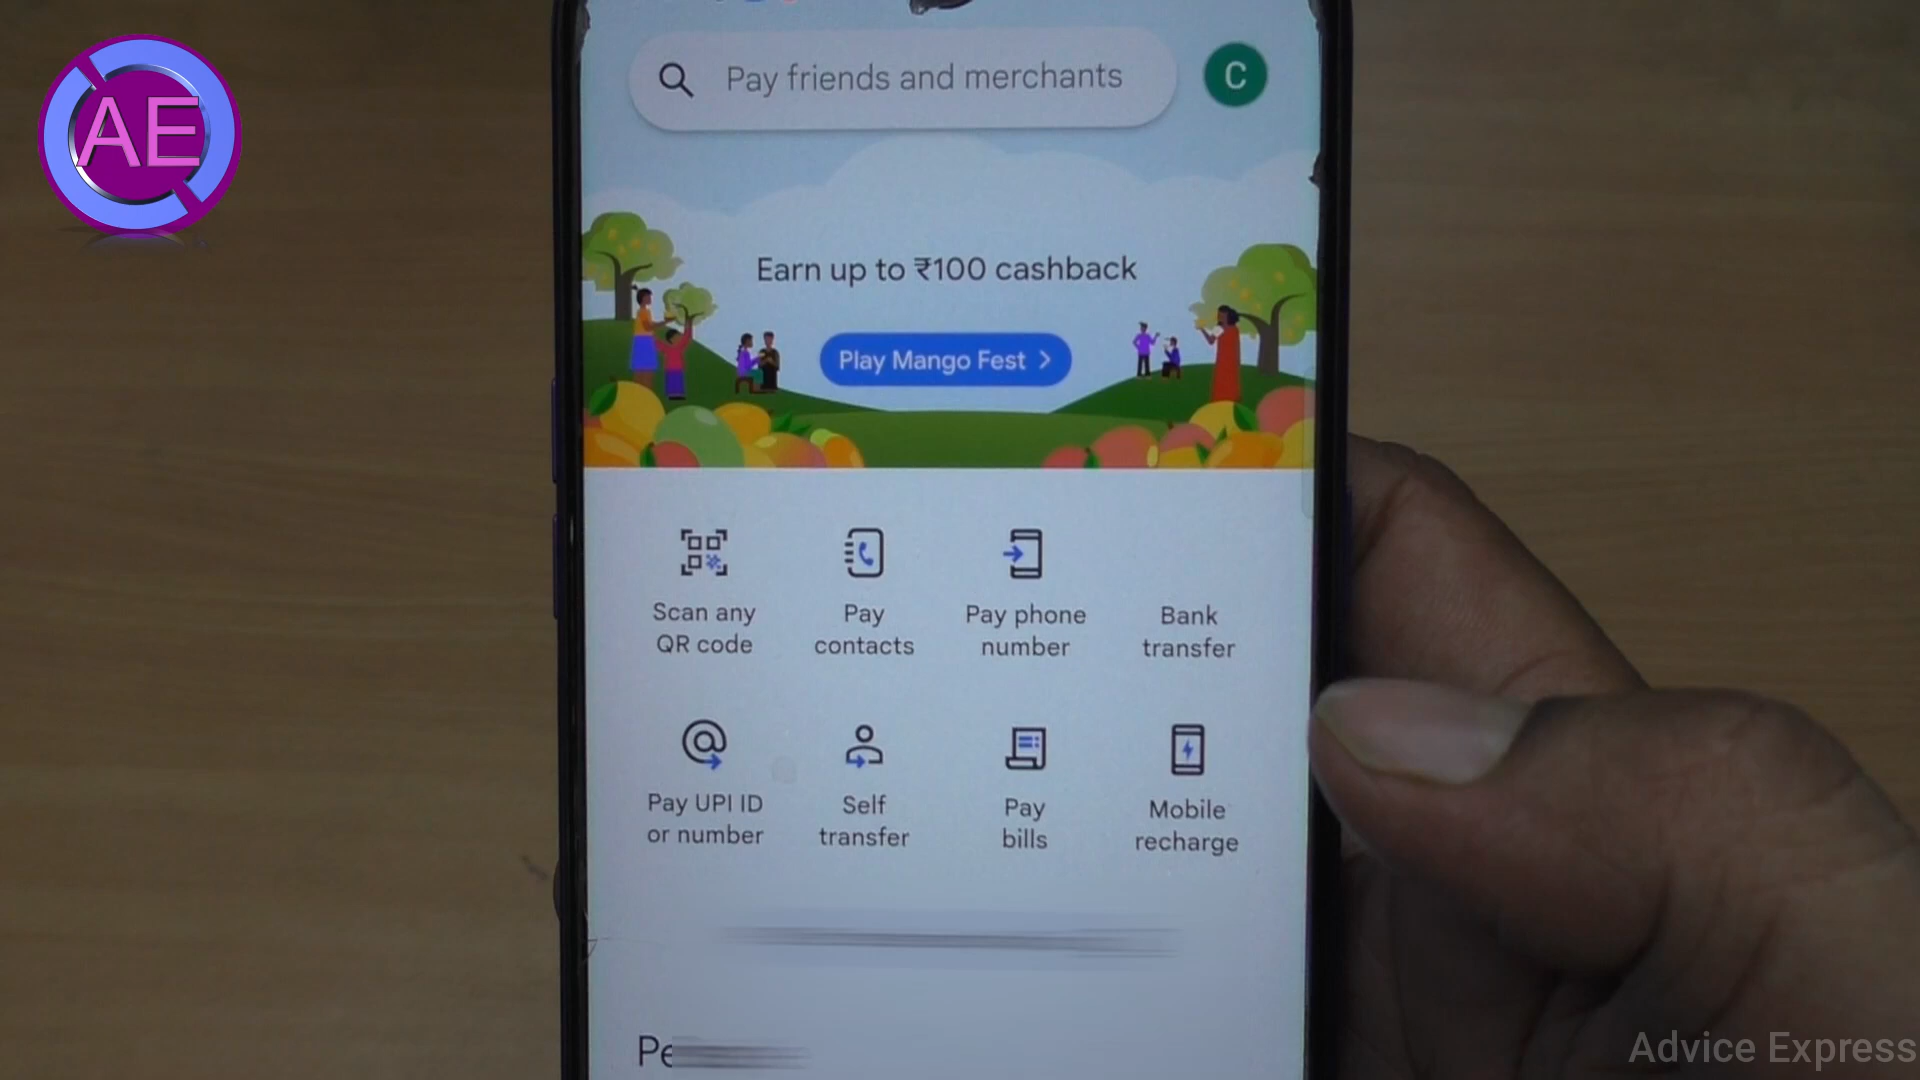 AE
Pay friends and merchants
C
Earn up to ₹100 cashback
Play Mango Fest >
Scan any
QR code
Pay
contacts
Pay phone
number
Bank
transfer
Pay UPI ID
or number
Self
transfer
Pay
bills
Mobile
recharge
Advice Express